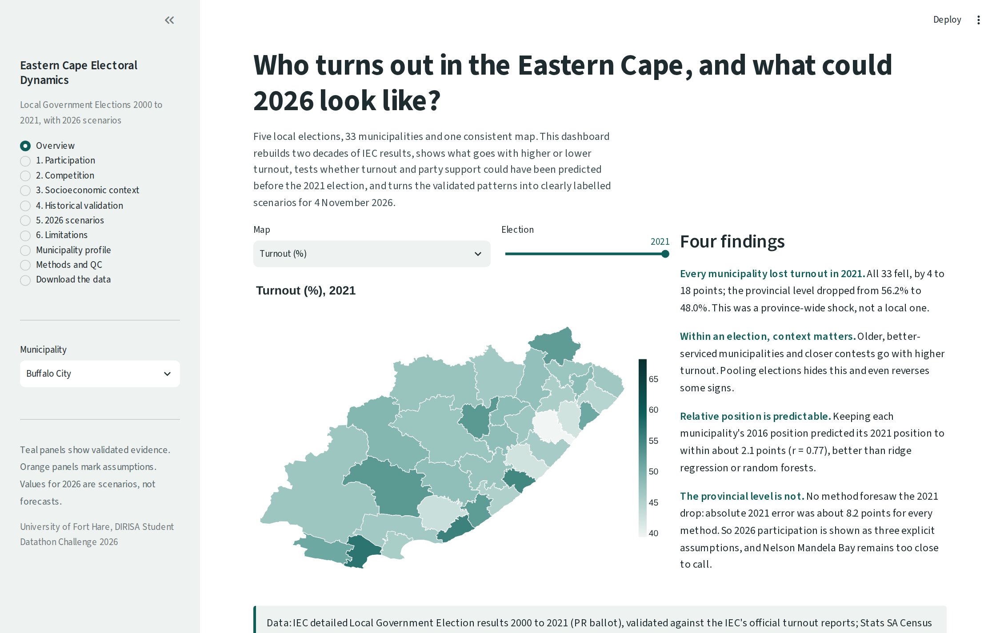 Deploy
Eastern Cape Electoral
Dynamics
Local Government Elections 2000 to
2021, with 2026 scenarios
Overview
1. Participation
2. Competition
3. Socioeconomic context
4. Historical validation
5. 2026 scenarios
6. Limitations
Municipality profile
Methods and QC
Download the data
Municipality
Buffalo City
Teal panels show validated evidence.
Orange panels mark assumptions.
Values for 2026 are scenarios, not
forecasts.
University of Fort Hare, DIRISA Student
Datathon Challenge 2026
Who turns out in the Eastern Cape, and what could
2026 look like?
Five local elections, 33 municipalities and one consistent map. This dashboard
rebuilds two decades of IEC results, shows what goes with higher or lower
turnout, tests whether turnout and party support could have been predicted
before the 2021 election, and turns the validated patterns into clearly labelled
scenarios for 4 November 2026.
Map
Turnout (%)
Election
2021
Turnout (%), 2021
65
60
55
50
45
40
Four findings
Every municipality lost turnout in 2021. All 33 fell, by 4 to
18 points; the provincial level dropped from 56.2% to
48.0%. This was a province-wide shock, not a local one.
Within an election, context matters. Older, better-
serviced municipalities and closer contests go with higher
turnout. Pooling elections hides this and even reverses
some signs.
Relative position is predictable. Keeping each
municipality's 2016 position predicted its 2021 position to
within about 2.1 points (r = 0.77), better than ridge
regression or random forests.
The provincial level is not. No method foresaw the 2021
drop: absolute 2021 error was about 8.2 points for every
method. So 2026 participation is shown as three explicit
assumptions, and Nelson Mandela Bay remains too close
to call.
Data: IEC detailed Local Government Election results 2000 to 2021 (PR ballot), validated against the IEC's official turnout reports; Stats SA Census